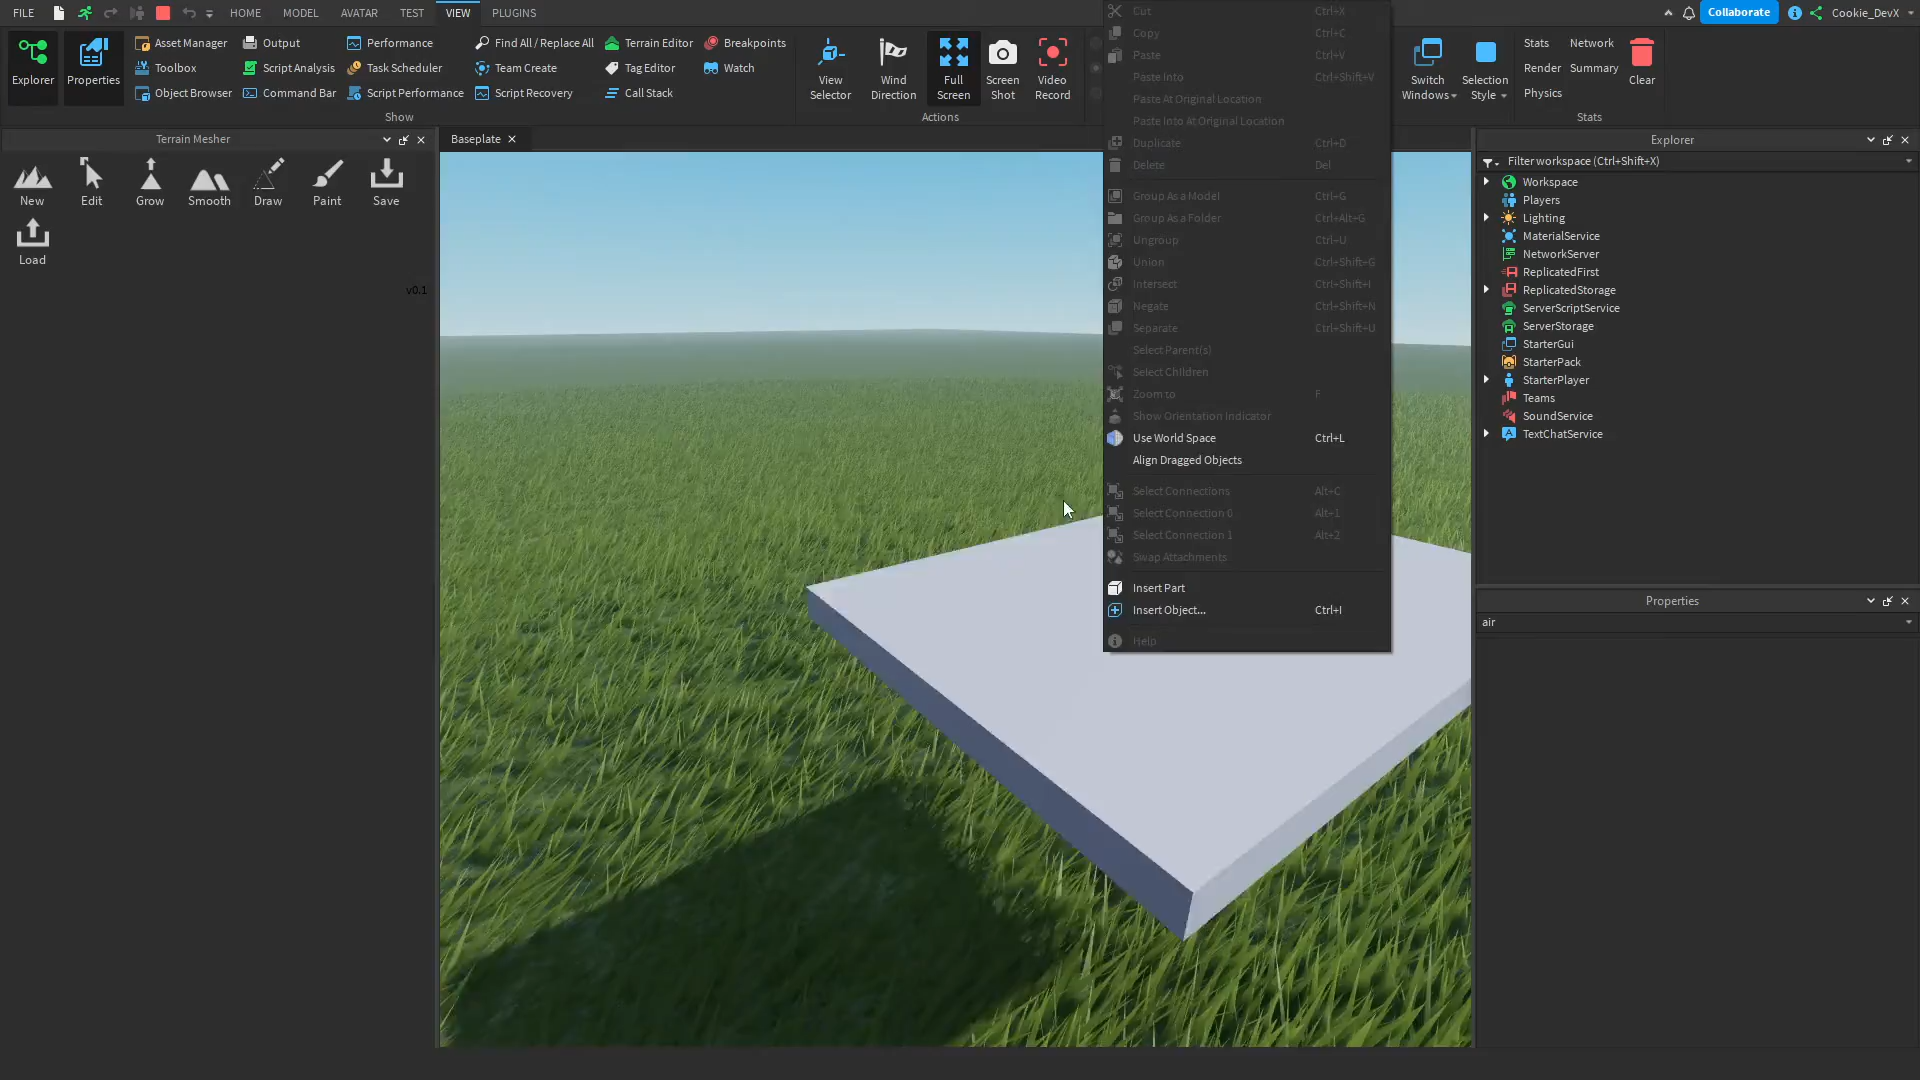 FILE HOME MODEL AVATAR TEST VIEW PLUGINS Collaborate Cookie_DevX
Explorer
Properties
Asset Manager
Toolbox
Object Browser
Output
Script Analysis
Command Bar
Performance
Task Scheduler
Script Performance
Find All / Replace All
Team Create
Script Recovery
Terrain Editor
Tag Editor
Call Stack
Breakpoints
Watch
Show
View
Selector
Wind
Direction
Full
Screen
Screen
Shot
Video
Record
Actions
Switch
Windows
Selection
Style
Stats Network
Render Summary
Physics
Clear
Stats
Terrain Mesher
New Edit Grow Smooth Draw Paint Save
Load
v0.1
Baseplate
Cut Ctrl+X
Copy Ctrl+C
Paste Ctrl+V
Paste Into Ctrl+Shift+V
Paste At Original Location
Paste Into At Original Location
Duplicate Ctrl+D
Delete Del
Group As a Model Ctrl+G
Group As a Folder Ctrl+Alt+G
Ungroup Ctrl+U
Union Ctrl+Shift+G
Intersect Ctrl+Shift+I
Negate Ctrl+Shift+N
Separate Ctrl+Shift+U
Select Parent(s)
Select Children
Zoom to F
Show Orientation Indicator
Use World Space Ctrl+L
Align Dragged Objects
Select Connections Alt+C
Select Connection 0 Alt+1
Select Connection 1 Alt+2
Swap Attachments
Insert Part
Insert Object... Ctrl+I
Help
Explorer
Filter workspace (Ctrl+Shift+X)
Workspace
Players
Lighting
MaterialService
NetworkServer
ReplicatedFirst
ReplicatedStorage
ServerScriptService
ServerStorage
StarterGui
StarterPack
StarterPlayer
Teams
SoundService
TextChatService
Properties
air